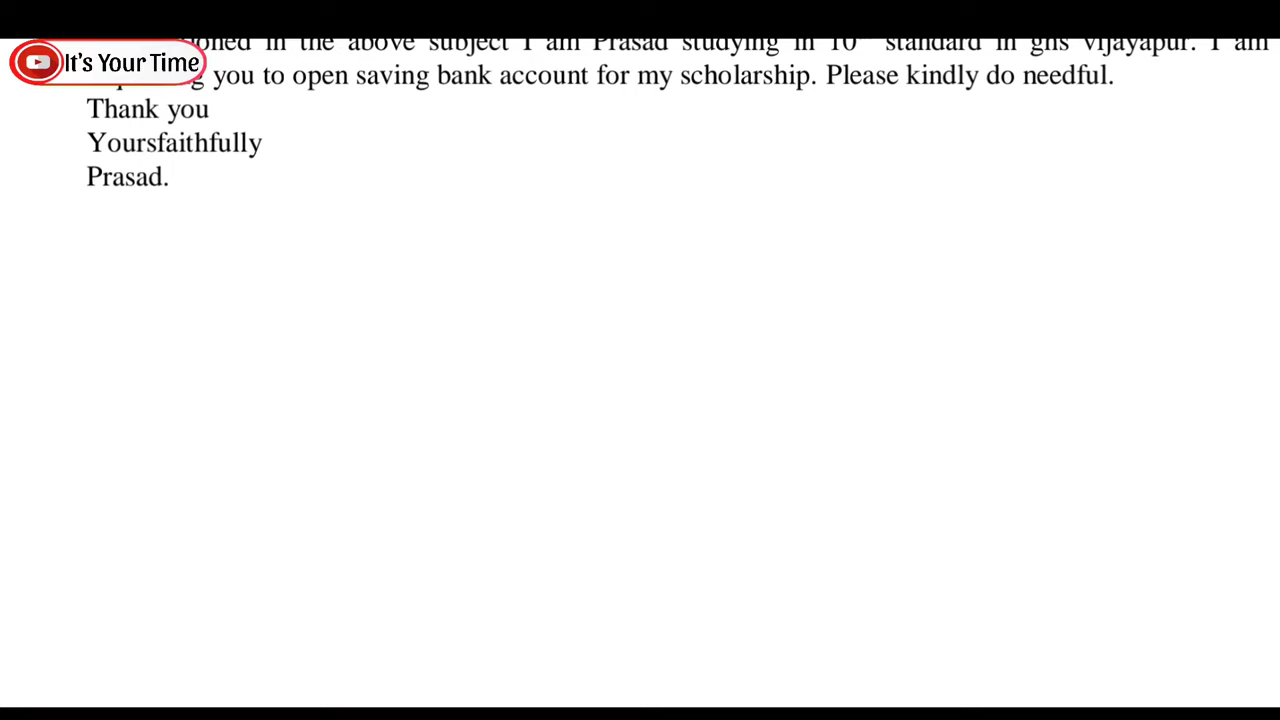 in the above subject I am Prasad studying in 10 standard in ghs vijayapur. I am
It's Your Time
you to open saving bank account for my scholarship. Please kindly do needful.
Thank you
Yoursfaithfully
Prasad.